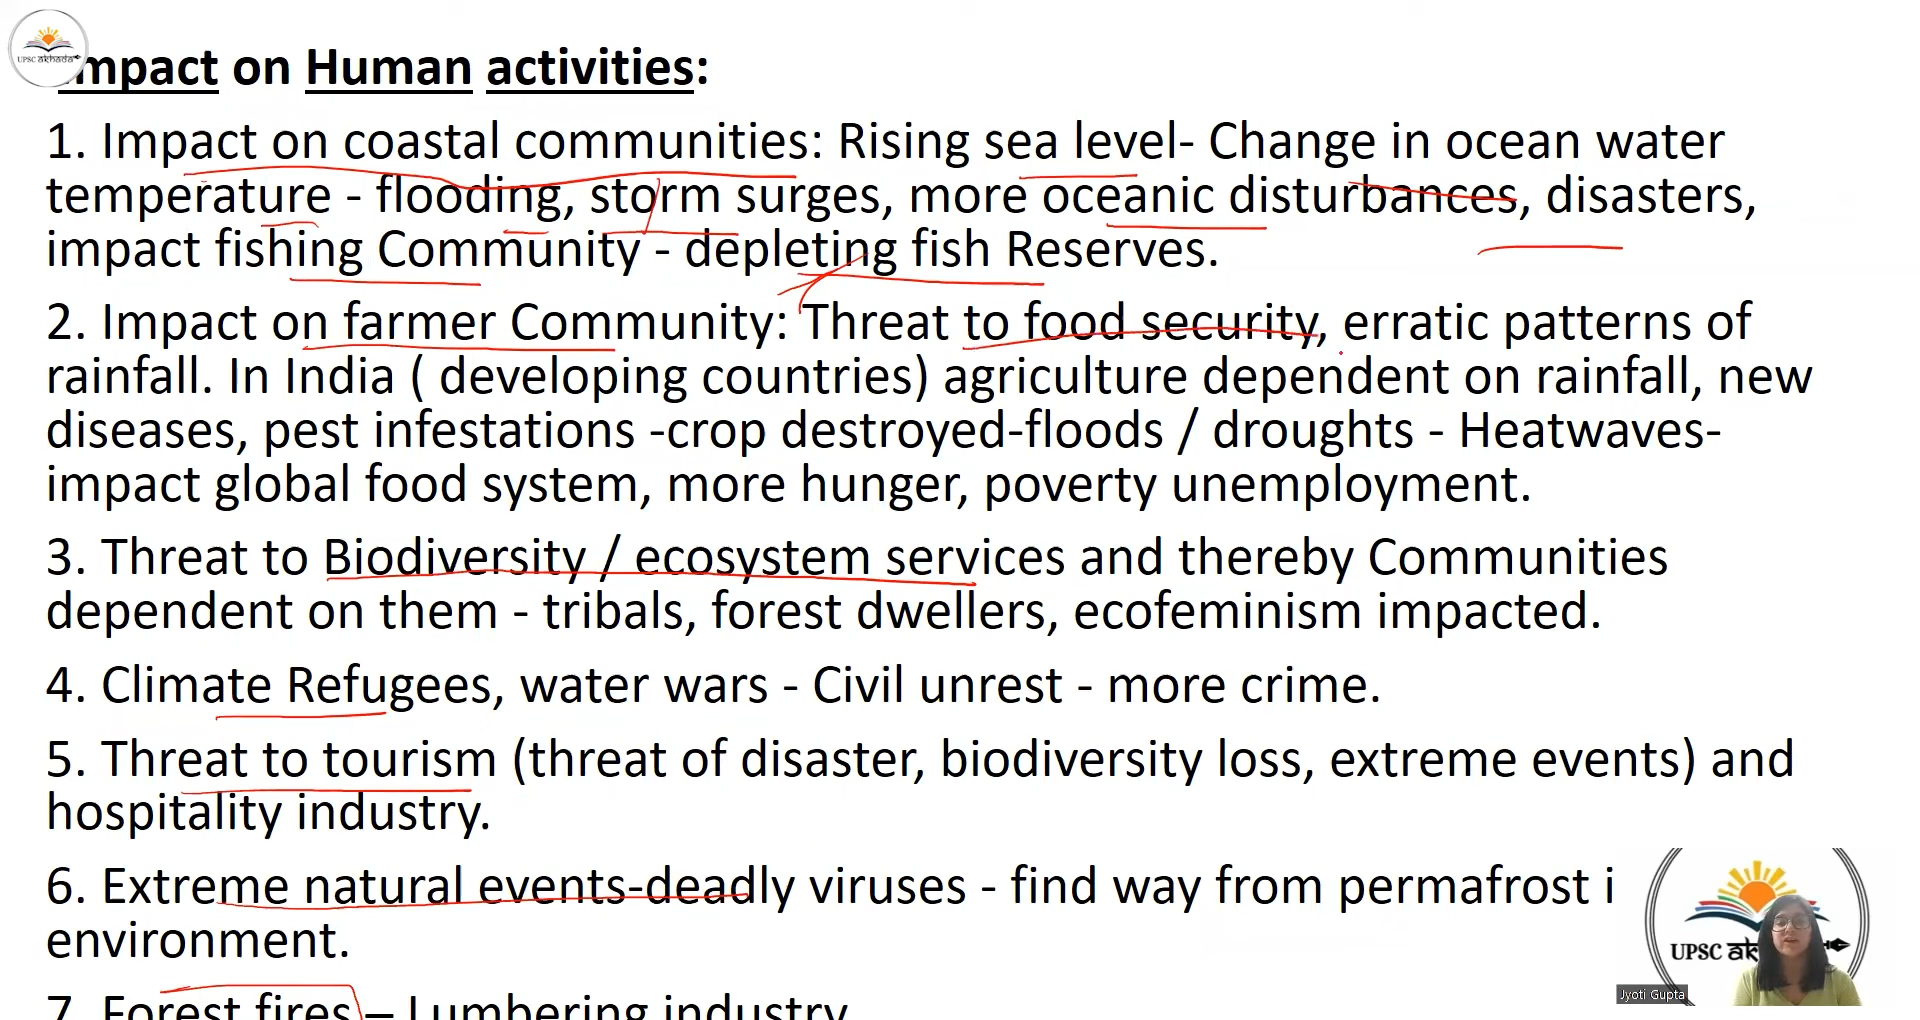 UPSC akhada
Impact on Human activities:
1. Impact on coastal communities: Rising sea level- Change in ocean water
temperature - flooding, storm surges, more oceanic disturbances, disasters,
impact fishing Community - depleting fish Reserves.
2. Impact on farmer Community: Threat to food security, erratic patterns of
rainfall. In India ( developing countries) agriculture dependent on rainfall, new
diseases, pest infestations -crop destroyed-floods / droughts - Heatwaves-
impact global food system, more hunger, poverty unemployment.
3. Threat to Biodiversity / ecosystem services and thereby Communities
dependent on them - tribals, forest dwellers, ecofeminism impacted.
4. Climate Refugees, water wars - Civil unrest - more crime.
5. Threat to tourism (threat of disaster, biodiversity loss, extreme events) and
hospitality industry.
6. Extreme natural events-deadly viruses - find way from permafrost i
environment.
7. Forest fires – Lumbering industry
UPSC ak
Jyoti Gupta